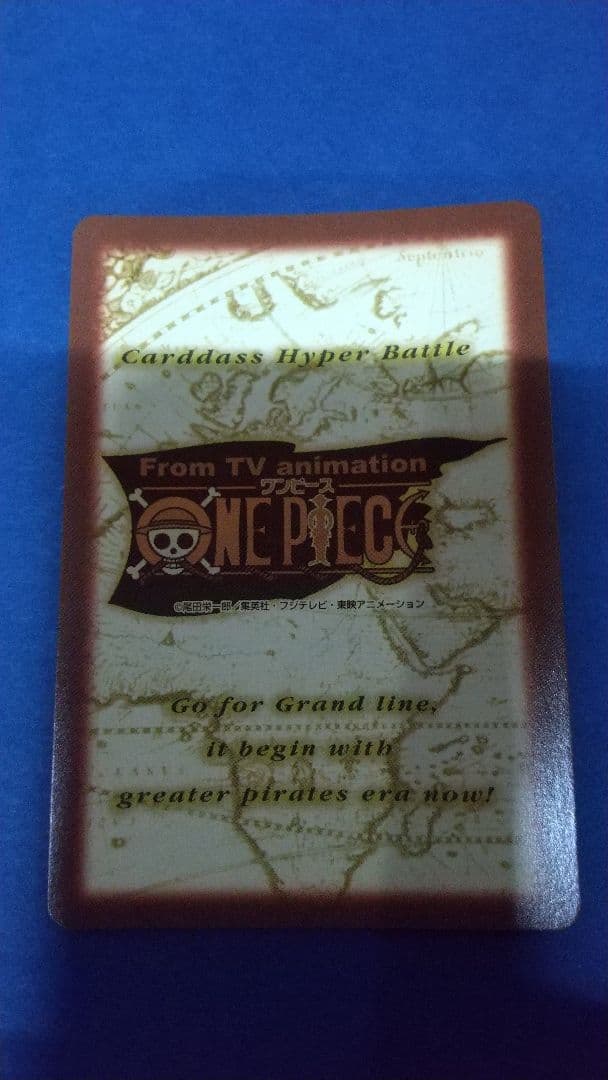 Septentrio
Carddass Hyper Battle
From TV animation
ワンピース
ONE PIECE
©尾田栄一郎/集英社・フジテレビ・東映アニメーション
Go for Grand line,
it begin with
greater pirates era now!